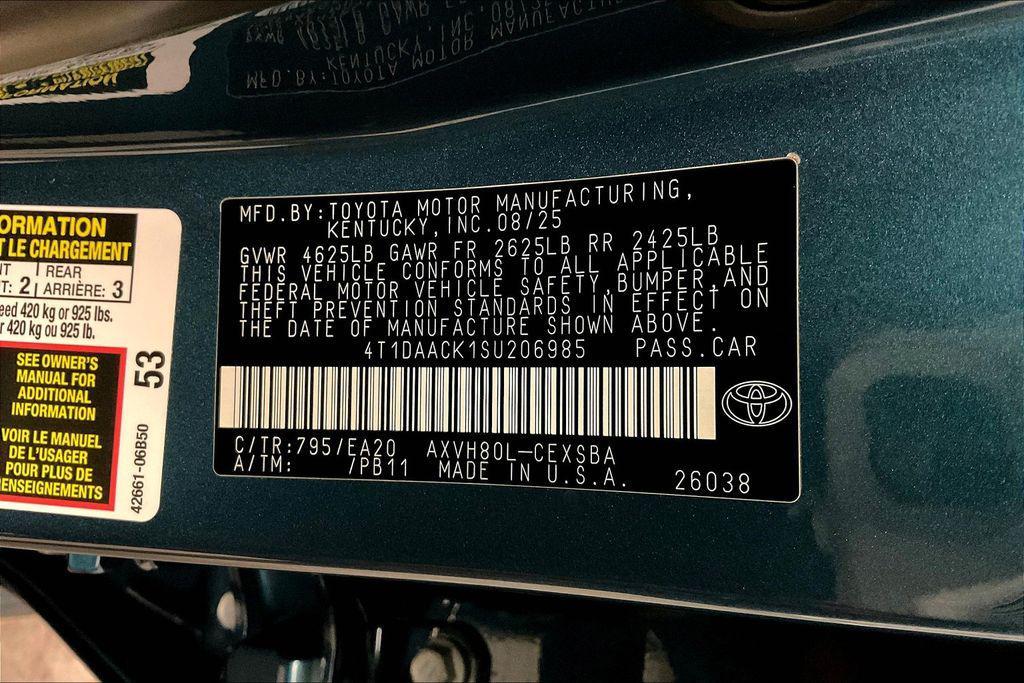 MFD.BY:TOYOTA MOTOR MANUFACTURING,
KENTUCKY,INC.08/25
GVWR 4625LB GAWR FR 2625LB RR 2425LB
THIS VEHICLE CONFORMS TO ALL APPLICABLE
FEDERAL MOTOR VEHICLE SAFETY,BUMPER,AND
THEFT PREVENTION STANDARDS IN EFFECT ON
THE DATE OF MANUFACTURE SHOWN ABOVE.
4T1DAACK1SU206985 PASS.CAR
C/TR:795/EA20 AXVH80L-CEXSBA
A/TM: /PB11 MADE IN U.S.A. 26038
ORMATION
T LE CHARGEMENT
NT REAR
T: 2 ARRIÈRE: 3
eed 420 kg or 925 lbs.
r 420 kg ou 925 lb.
SEE OWNER'S
MANUAL FOR
ADDITIONAL
INFORMATION
VOIR LE MANUEL
DE L'USAGER
POUR PLUS DE
RENSEIGNEMENTS
53
42661-06B50